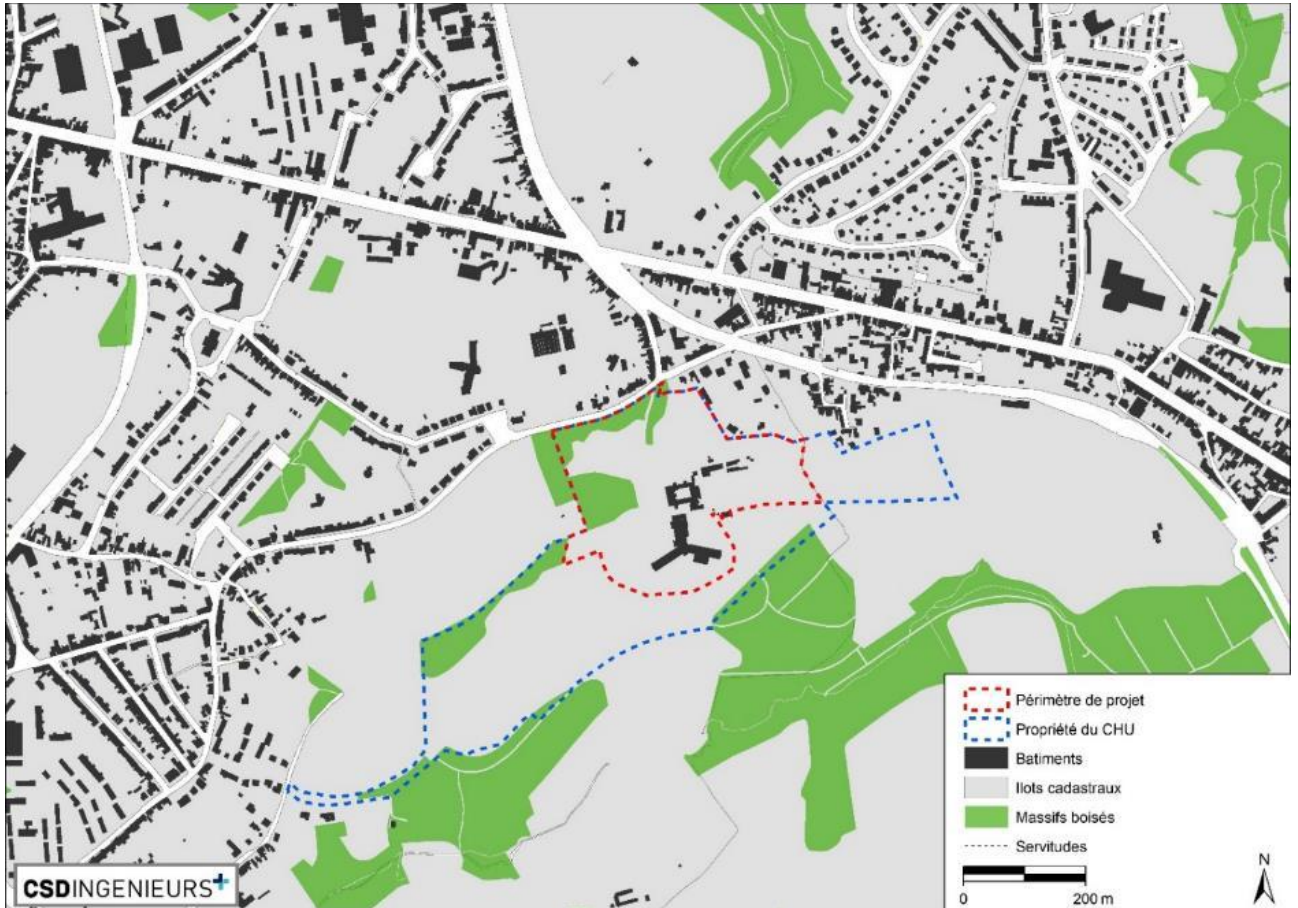 Périmètre de projet
Propriété du CHU
Batiments
Ilots cadastraux
Massifs boisés
Servitudes
0 200 m
N
CSDINGENIEURS+